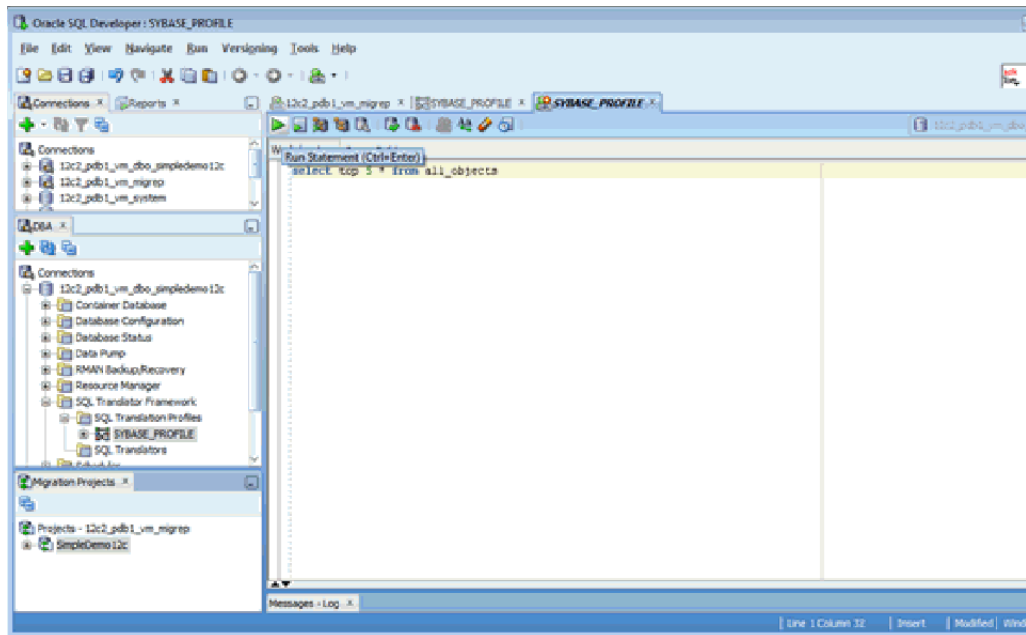 Oracle SQL Developer : SYBASE_PROFILE
File Edit View Navigate Run Versioning Tools Help
Connections Reports
12c2_pdb1_vm_migrep SYBASE_PROFILE SYBASE_PROFILE
12c2_pdb1_vm_dbo
Run Statement (Ctrl+Enter)
select top 5 * from all_objects
Connections
12c2_pdb1_vm_dbo_simpledemo12c
12c2_pdb1_vm_migrep
12c2_pdb1_vm_system
DBA
Connections
12c2_pdb1_vm_dbo_simpledemo12c
Container Database
Database Configuration
Database Status
Data Pump
RMAN Backup/Recovery
Resource Manager
SQL Translator Framework
SQL Translation Profiles
SYBASE_PROFILE
SQL Translators
Migration Projects
Projects - 12c2_pdb1_vm_migrep
SimpleDemo12c
Messages - Log
Line 1 Column 32 Insert Modified Wind